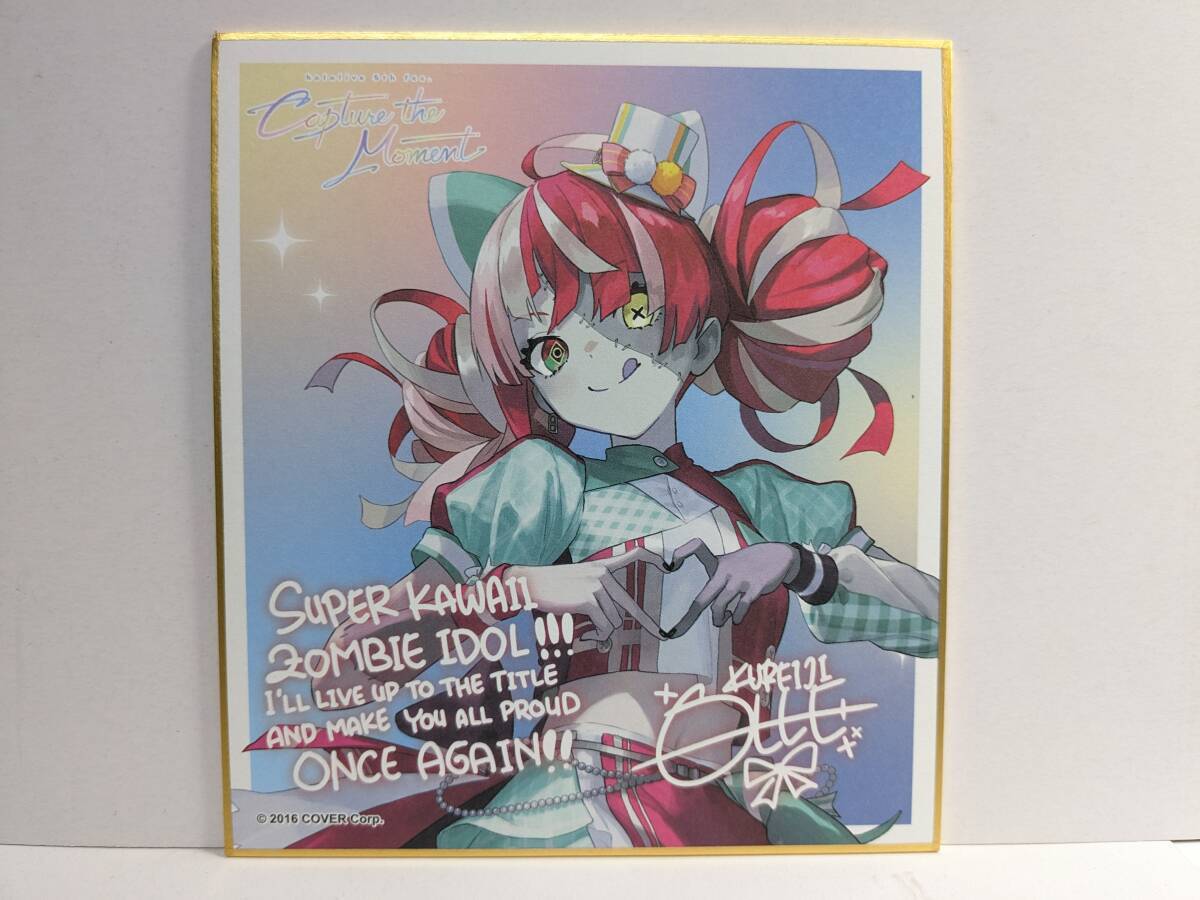 hololive 5th fes.
Capture the
Moment
SUPER KAWAII
ZOMBIE IDOL!!!
I'LL LIVE UP TO THE TITLE
AND MAKE YOU ALL PROUD
ONCE AGAIN!!
KUREIJI
OLLIE
© 2016 COVER Corp.